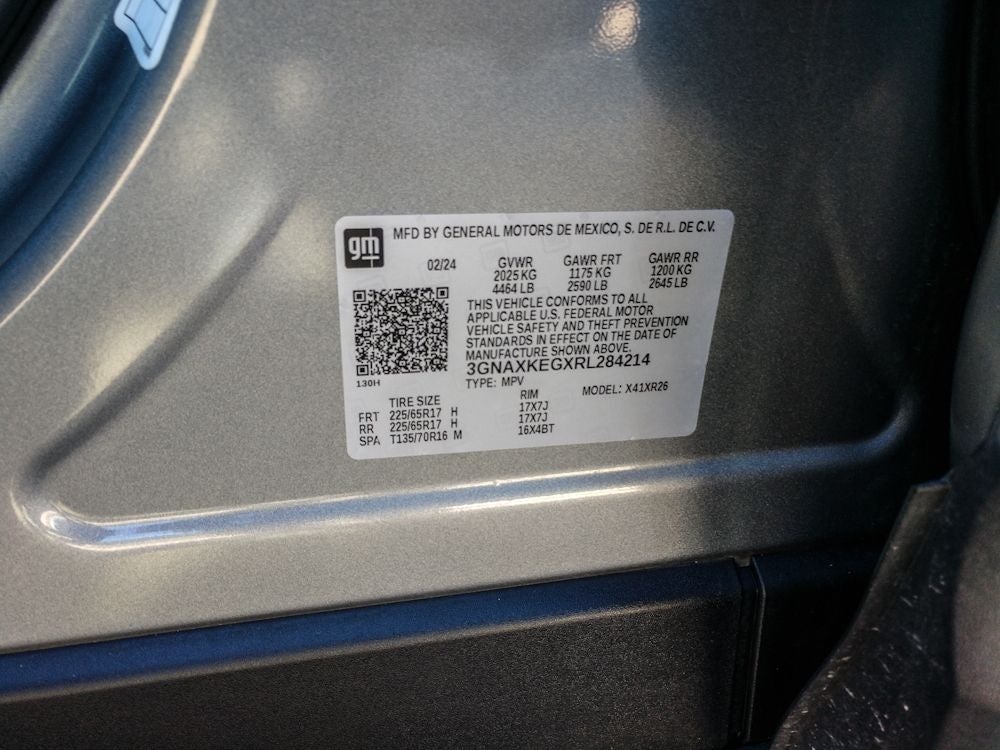 gm MFD BY GENERAL MOTORS DE MEXICO, S. DE R.L. DE C.V.
02/24 GVWR GAWR FRT GAWR RR
2025 KG 1175 KG 1200 KG
4464 LB 2590 LB 2645 LB
THIS VEHICLE CONFORMS TO ALL
APPLICABLE U.S. FEDERAL MOTOR
VEHICLE SAFETY AND THEFT PREVENTION
STANDARDS IN EFFECT ON THE DATE OF
MANUFACTURE SHOWN ABOVE.
3GNAXKEGXRL284214
130H
TYPE: MPV MODEL: X41XR26
TIRE SIZE RIM
FRT 225/65R17 H 17X7J
RR 225/65R17 H 17X7J
SPA T135/70R16 M 16X4BT